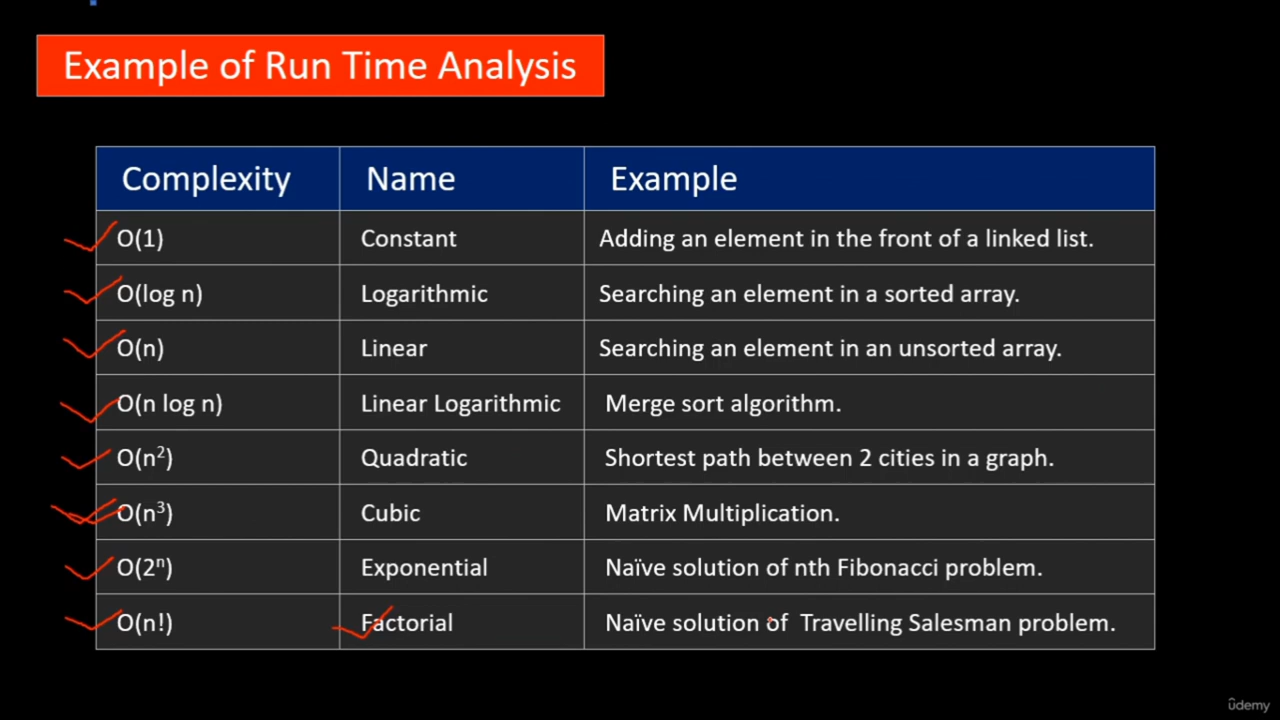 Example of Run Time Analysis
Complexity Name Example
O(1) Constant Adding an element in the front of a linked list.
O(log n) Logarithmic Searching an element in a sorted array.
O(n) Linear Searching an element in an unsorted array.
O(n log n) Linear Logarithmic Merge sort algorithm.
O(n²) Quadratic Shortest path between 2 cities in a graph.
O(n³) Cubic Matrix Multiplication.
O(2ⁿ) Exponential Naïve solution of nth Fibonacci problem.
O(n!) Factorial Naïve solution of Travelling Salesman problem.
ûdemy